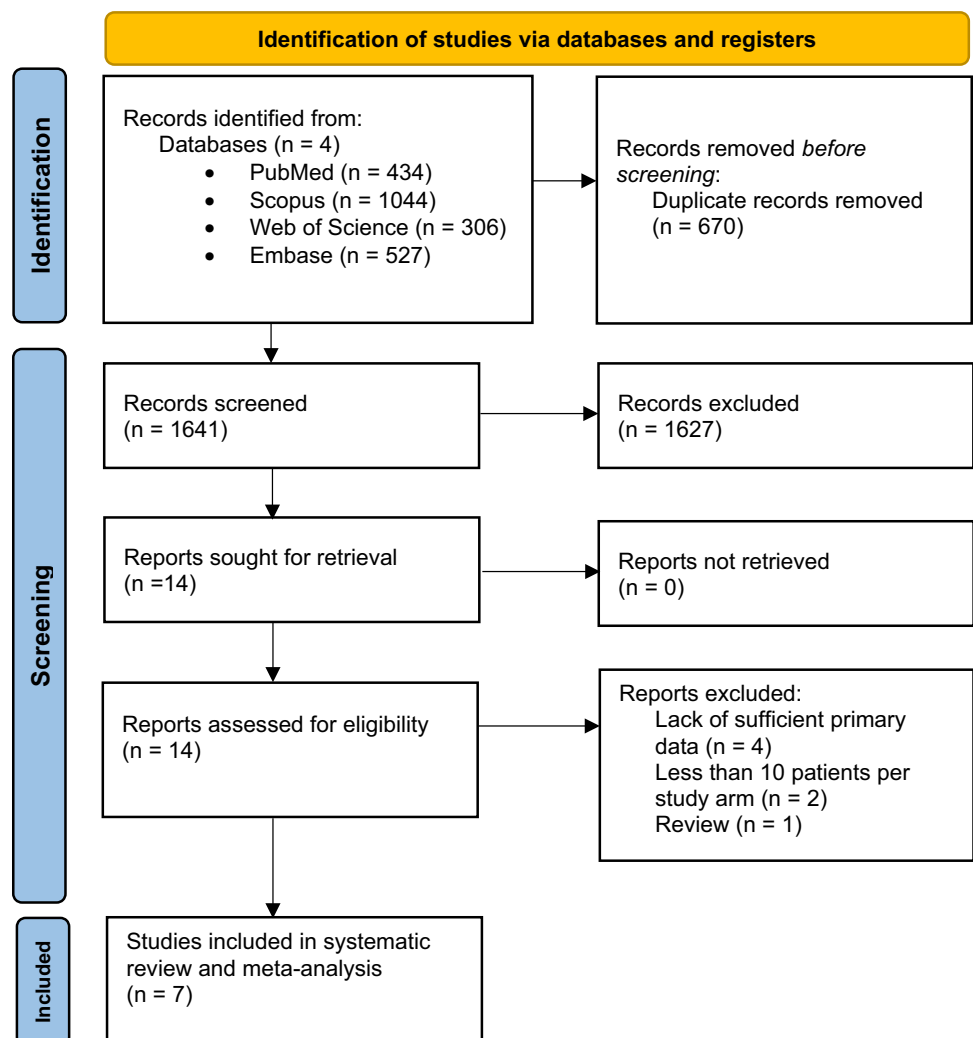 Identification of studies via databases and registers
Identification
Records identified from:
Databases (n = 4)
• PubMed (n = 434)
• Scopus (n = 1044)
• Web of Science (n = 306)
• Embase (n = 527)
Records removed before
screening:
Duplicate records removed
(n = 670)
Screening
Records screened
(n = 1641)
Records excluded
(n = 1627)
Reports sought for retrieval
(n =14)
Reports not retrieved
(n = 0)
Reports assessed for eligibility
(n = 14)
Reports excluded:
Lack of sufficient primary
data (n = 4)
Less than 10 patients per
study arm (n = 2)
Review (n = 1)
Included
Studies included in systematic
review and meta-analysis
(n = 7)